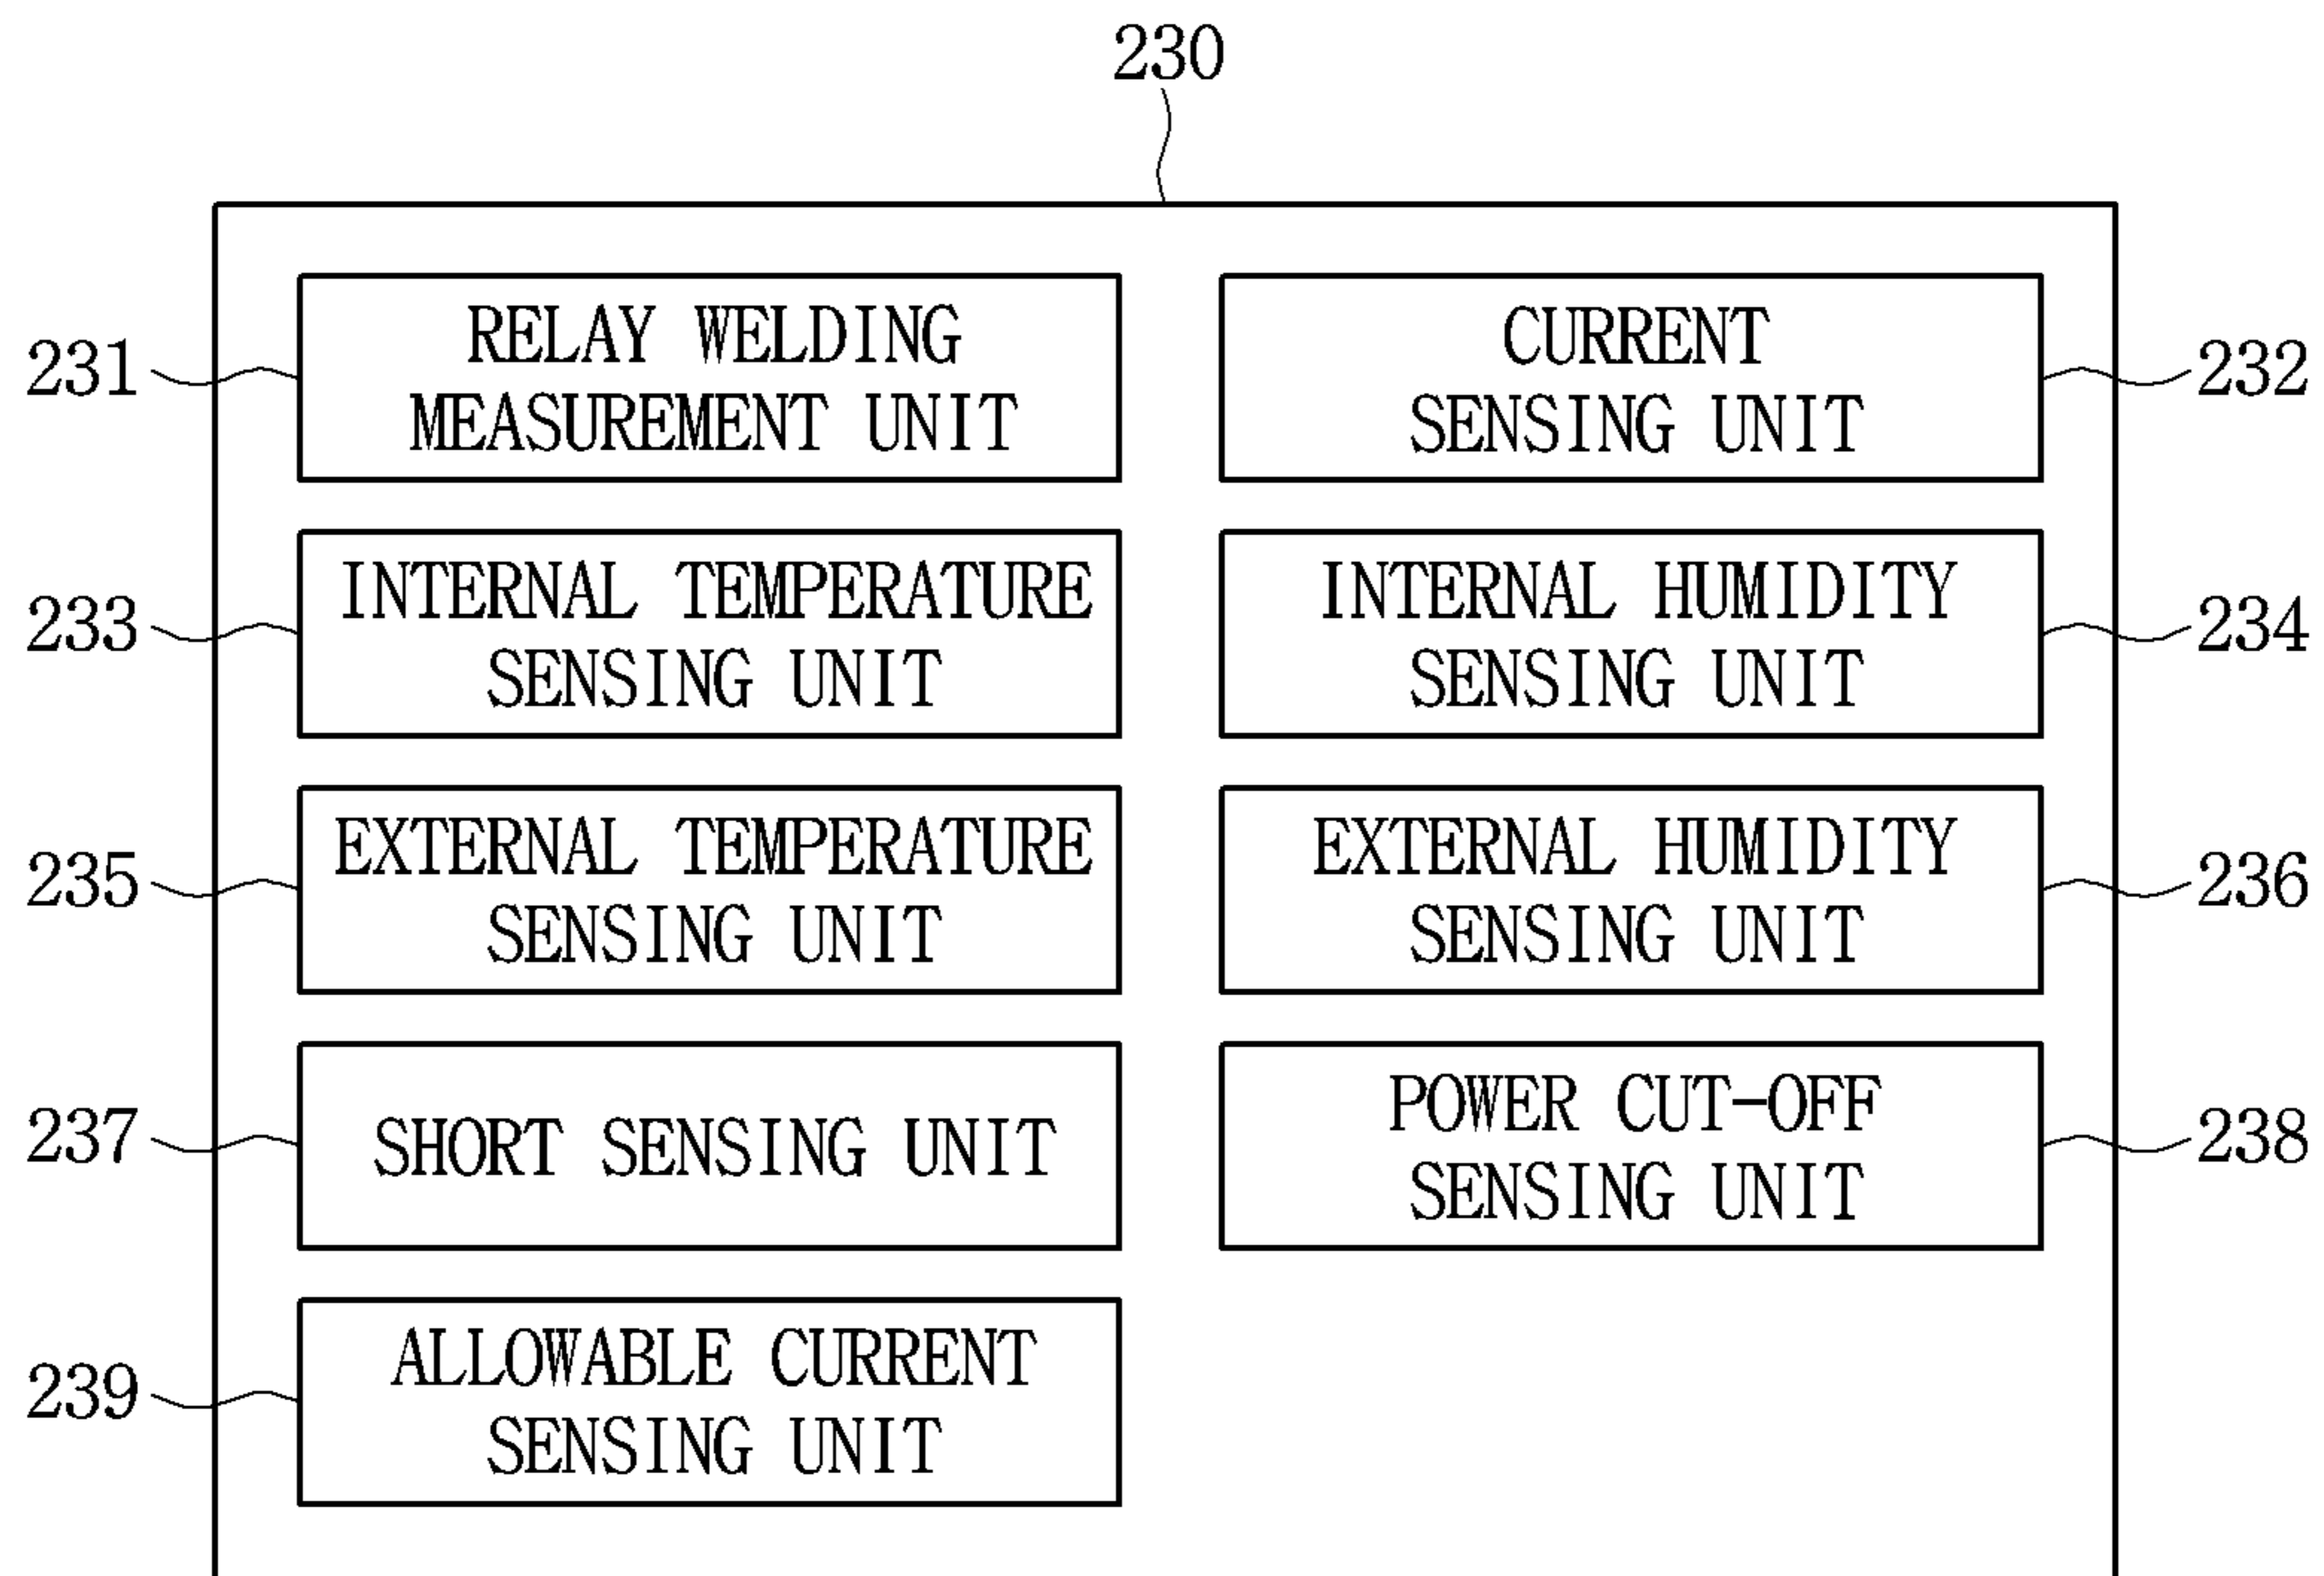 230
231
RELAY WELDING
MEASUREMENT UNIT
CURRENT
SENSING UNIT
232
233
INTERNAL TEMPERATURE
SENSING UNIT
INTERNAL HUMIDITY
SENSING UNIT
234
235
EXTERNAL TEMPERATURE
SENSING UNIT
EXTERNAL HUMIDITY
SENSING UNIT
236
237
SHORT SENSING UNIT
POWER CUT-OFF
SENSING UNIT
238
239
ALLOWABLE CURRENT
SENSING UNIT